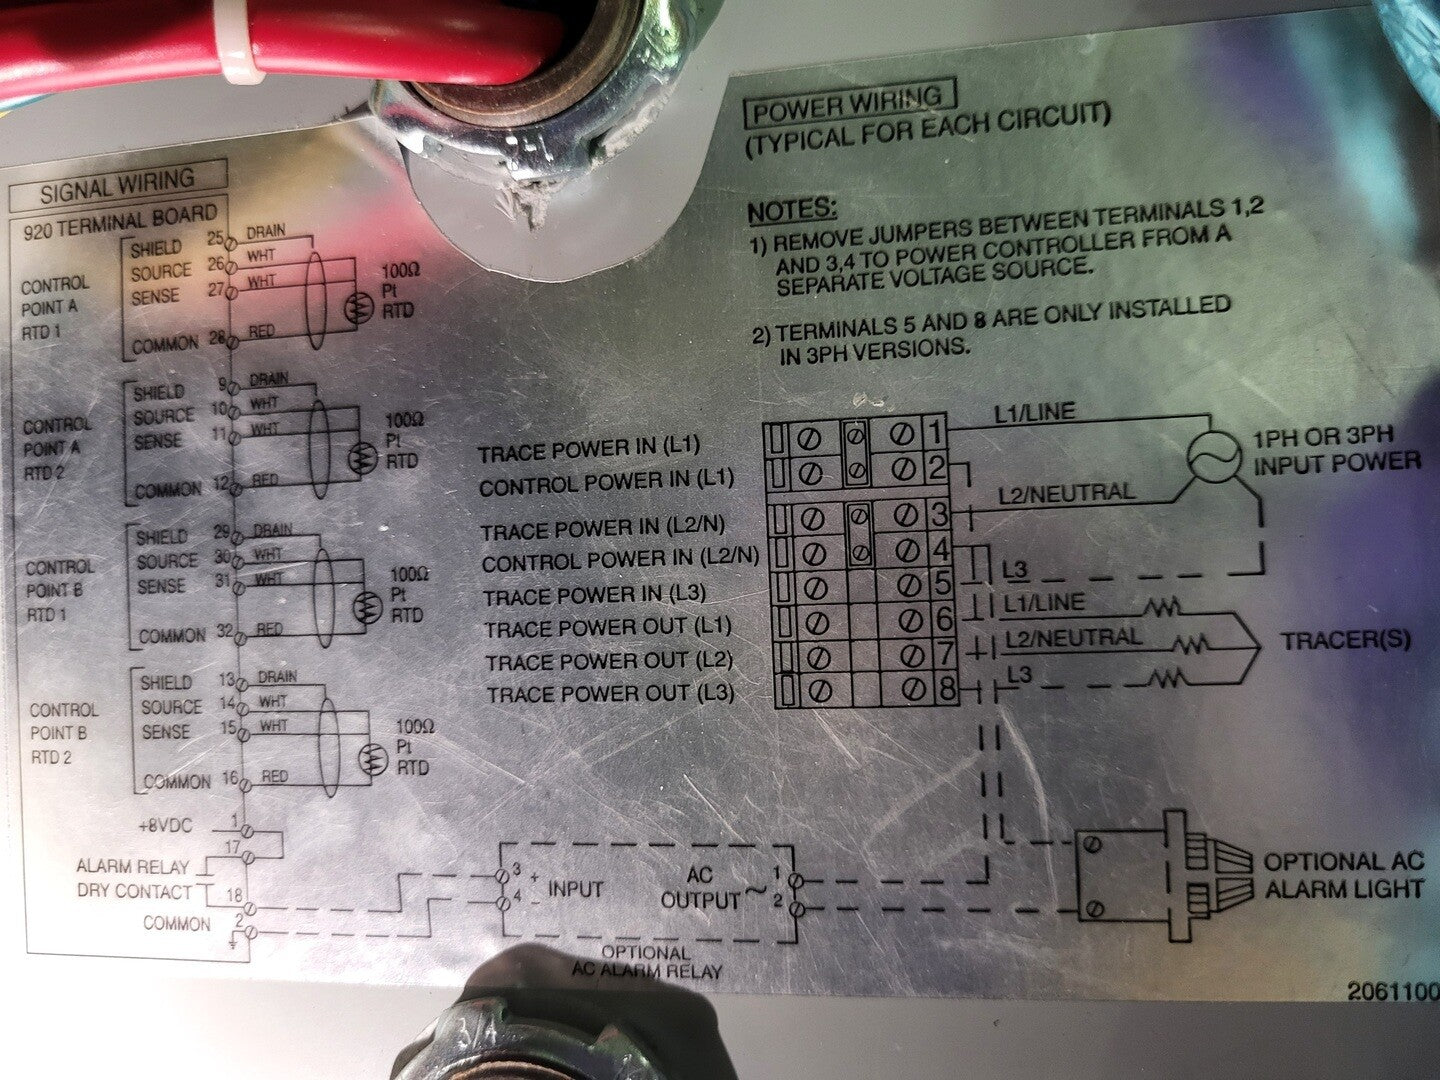 SIGNAL WIRING
920 TERMINAL BOARD
CONTROL
POINT A
RTD 1
SHIELD 25 DRAIN
SOURCE 26 WHT
SENSE 27 WHT
COMMON 28 RED
100Ω
Pt
RTD
CONTROL
POINT A
RTD 2
SHIELD 9 DRAIN
SOURCE 10 WHT
SENSE 11 WHT
COMMON 12 RED
100Ω
Pt
RTD
CONTROL
POINT B
RTD 1
SHIELD 29 DRAIN
SOURCE 30 WHT
SENSE 31 WHT
COMMON 32 RED
100Ω
Pt
RTD
CONTROL
POINT B
RTD 2
SHIELD 13 DRAIN
SOURCE 14 WHT
SENSE 15 WHT
COMMON 16 RED
100Ω
Pt
RTD
+8VDC 1
17
ALARM RELAY
DRY CONTACT 18
COMMON 2
3 + INPUT
4 -
AC
OUTPUT ~
1
2
OPTIONAL
AC ALARM RELAY
POWER WIRING
(TYPICAL FOR EACH CIRCUIT)
NOTES:
1) REMOVE JUMPERS BETWEEN TERMINALS 1,2
AND 3,4 TO POWER CONTROLLER FROM A
SEPARATE VOLTAGE SOURCE.
2) TERMINALS 5 AND 8 ARE ONLY INSTALLED
IN 3PH VERSIONS.
TRACE POWER IN (L1) 1 L1/LINE
CONTROL POWER IN (L1) 2
TRACE POWER IN (L2/N) 3 L2/NEUTRAL
CONTROL POWER IN (L2/N) 4
TRACE POWER IN (L3) 5 L3
TRACE POWER OUT (L1) 6 L1/LINE
TRACE POWER OUT (L2) 7 L2/NEUTRAL
TRACE POWER OUT (L3) 8 L3
1PH OR 3PH
INPUT POWER
TRACER(S)
OPTIONAL AC
ALARM LIGHT
2061100